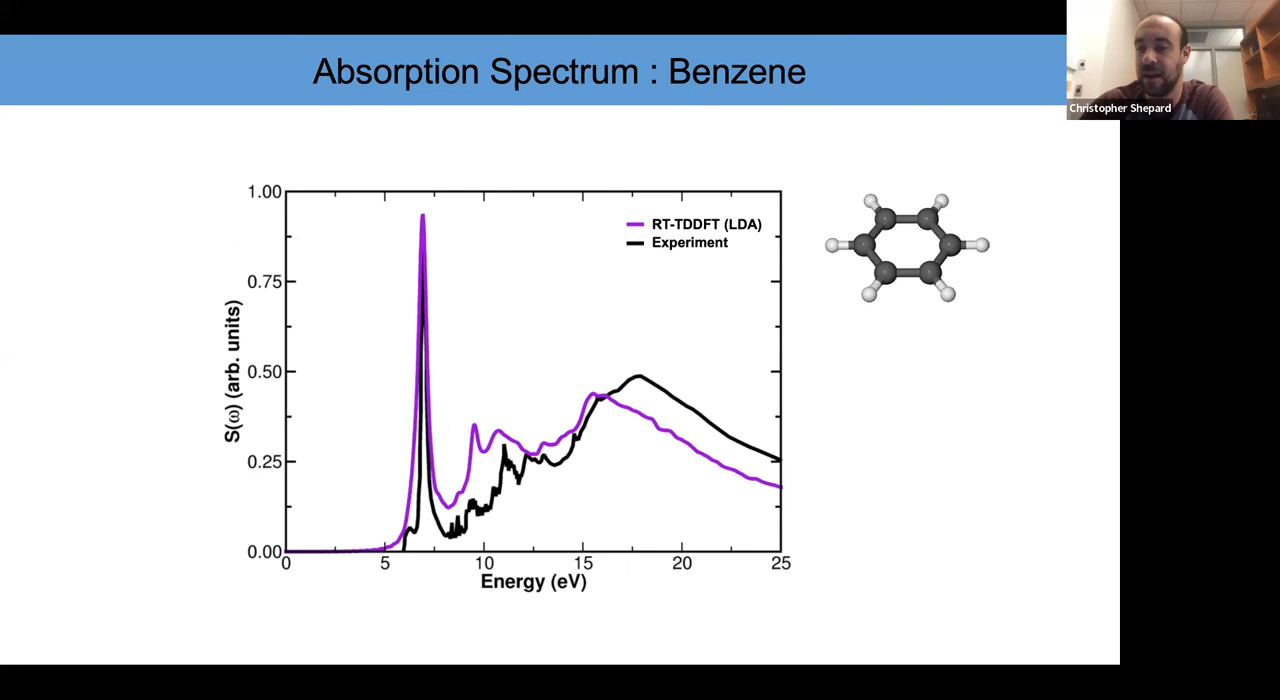 Absorption Spectrum : Benzene
Christopher Shepard
1.00
0.75
0.50
0.25
0.00
S(ω) (arb. units)
RT-TDDFT (LDA)
Experiment
0 5 10 15 20 25
Energy (eV)